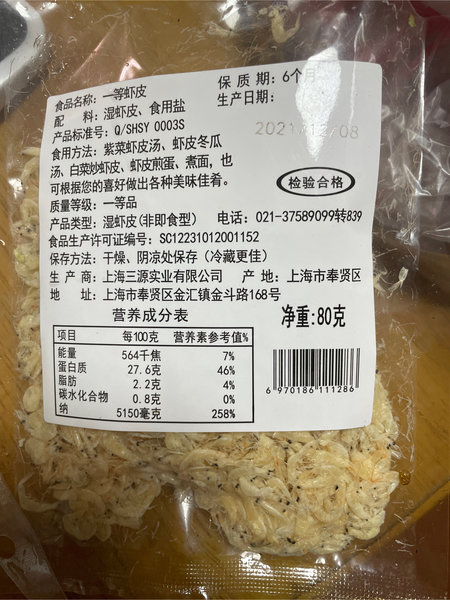 食品名称：一等虾皮
保 质 期：6个月
配 料：湿虾皮、食用盐
生产日期：
2021/12/08
产品标准号：Q/SHSY 0003S
食用方法：紫菜虾皮汤、虾皮冬瓜
汤、白菜炒虾皮、虾皮煎蛋、煮面，也
可根据您的喜好做出各种美味佳肴。
检验合格
质量等级：一等品
产品类型：湿虾皮(非即食型) 电话：021-37589099转839
食品生产许可证编号：SC12231012001152
保存方法：干燥、阴凉处保存（冷藏更佳）
生 产 商：上海三源实业有限公司 产 地：上海市奉贤区
地 址：上海市奉贤区金汇镇金斗路168号
营养成分表
净重：80克
项目 每100克 营养素参考值%
能量 564千焦 7%
蛋白质 27.6克 46%
脂肪 2.2克 4%
碳水化合物 0.8克 0%
纳 5150毫克 258%
6 970186 111286